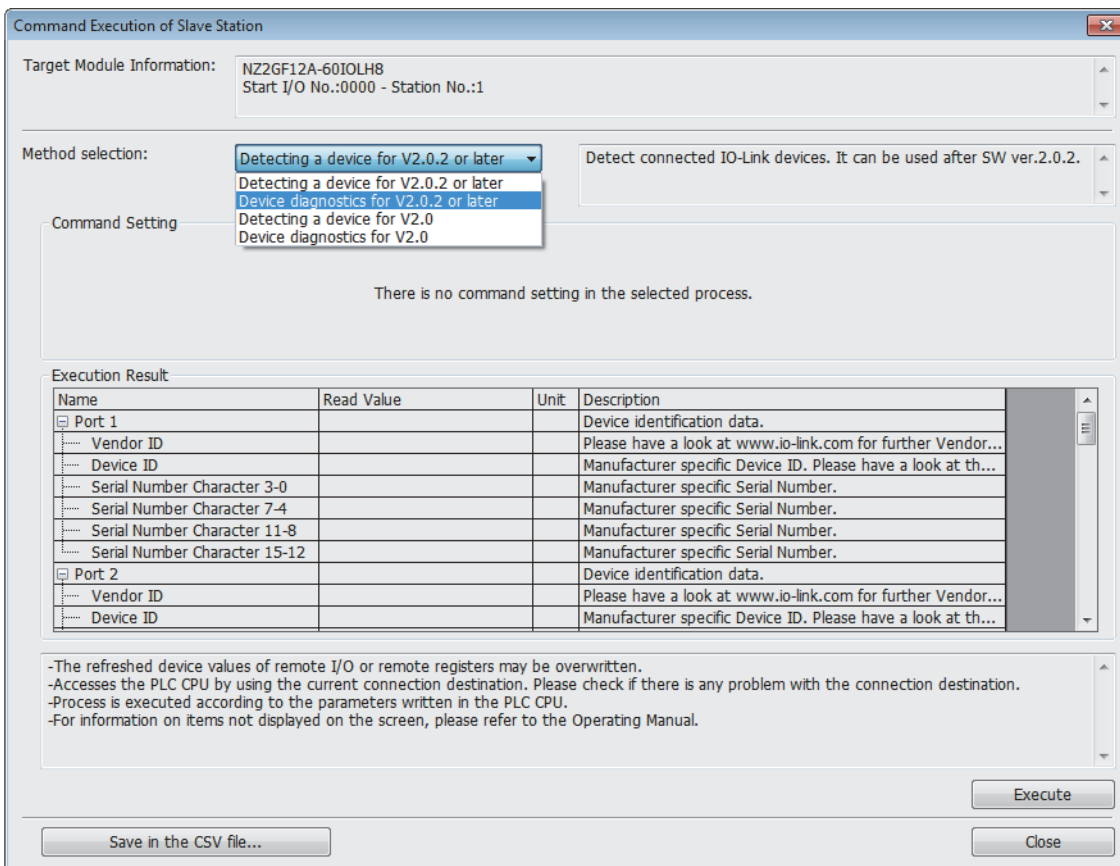 Command Execution of Slave Station
Target Module Information:
NZ2GF12A-60IOLH8
Start I/O No.:0000 - Station No.:1
Method selection:
Detecting a device for V2.0.2 or later
Detect connected IO-Link devices. It can be used after SW ver.2.0.2.
Detecting a device for V2.0.2 or later
Device diagnostics for V2.0.2 or later
Detecting a device for V2.0
Device diagnostics for V2.0
Command Setting
There is no command setting in the selected process.
Execution Result
Name Read Value Unit Description
Port 1 Device identification data.
Vendor ID Please have a look at www.io-link.com for further Vendor...
Device ID Manufacturer specific Device ID. Please have a look at th...
Serial Number Character 3-0 Manufacturer specific Serial Number.
Serial Number Character 7-4 Manufacturer specific Serial Number.
Serial Number Character 11-8 Manufacturer specific Serial Number.
Serial Number Character 15-12 Manufacturer specific Serial Number.
Port 2 Device identification data.
Vendor ID Please have a look at www.io-link.com for further Vendor...
Device ID Manufacturer specific Device ID. Please have a look at th...
-The refreshed device values of remote I/O or remote registers may be overwritten.
-Accesses the PLC CPU by using the current connection destination. Please check if there is any problem with the connection destination.
-Process is executed according to the parameters written in the PLC CPU.
-For information on items not displayed on the screen, please refer to the Operating Manual.
Execute
Save in the CSV file...
Close